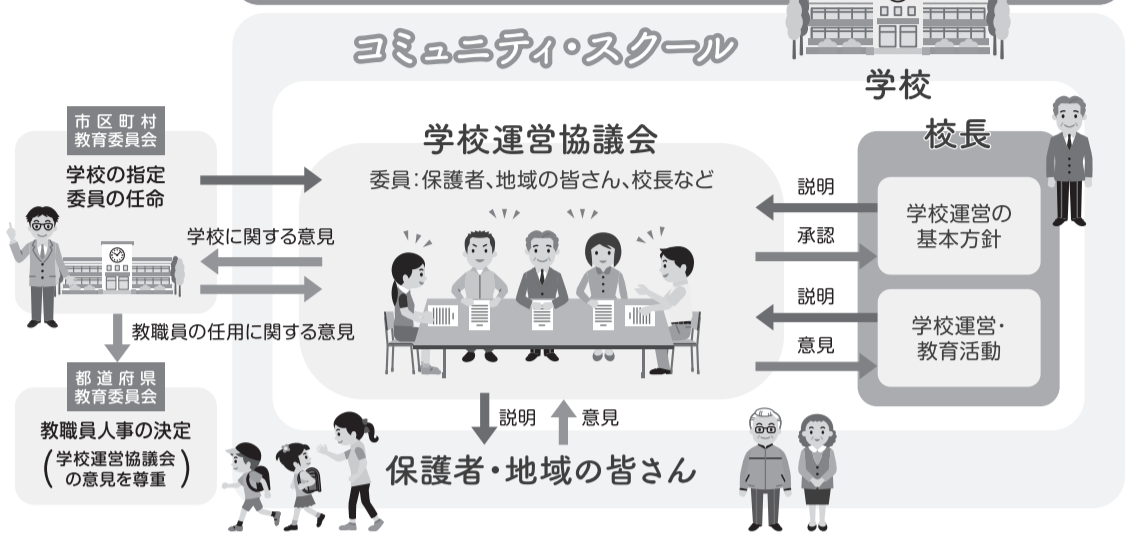 コミュニティ・スクール
学校
市区町村
教育委員会
学校の指定
委員の任命
学校に関する意見
教職員の任用に関する意見
都道府県
教育委員会
教職員人事の決定
(学校運営協議会
の意見を尊重)
学校運営協議会
委員:保護者、地域の皆さん、校長など
説明
意見
保護者・地域の皆さん
校長
説明
承認
学校運営の
基本方針
説明
意見
学校運営・
教育活動